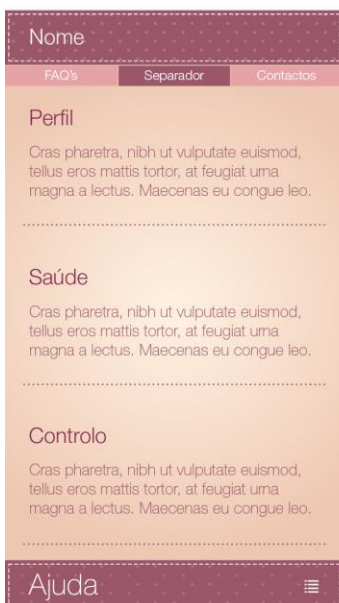 Nome
FAQ's Separador Contactos
Perfil
Cras pharetra, nibh ut vulputate euismod,
tellus eros mattis tortor, at feugiat urna
magna a lectus. Maecenas eu congue leo.
Saúde
Cras pharetra, nibh ut vulputate euismod,
tellus eros mattis tortor, at feugiat urna
magna a lectus. Maecenas eu congue leo.
Controlo
Cras pharetra, nibh ut vulputate euismod,
tellus eros mattis tortor, at feugiat urna
magna a lectus. Maecenas eu congue leo.
Ajuda